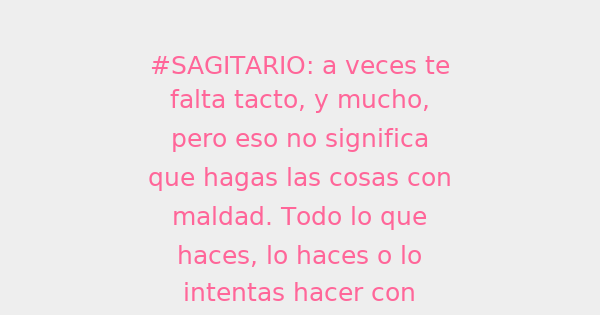 #SAGITARIO: a veces te
falta tacto, y mucho,
pero eso no significa
que hagas las cosas con
maldad. Todo lo que
haces, lo haces o lo
intentas hacer con